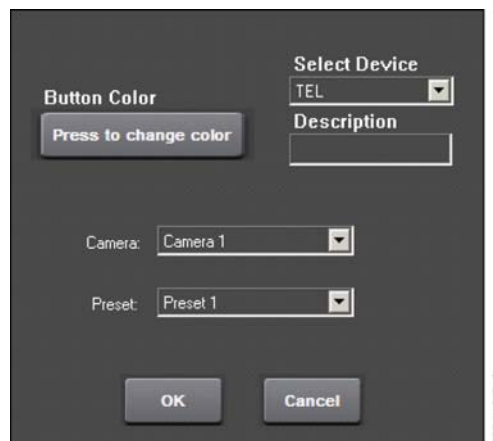 Select Device
TEL
Button Color
Press to change color
Description
Camera: Camera 1
Preset: Preset 1
OK Cancel